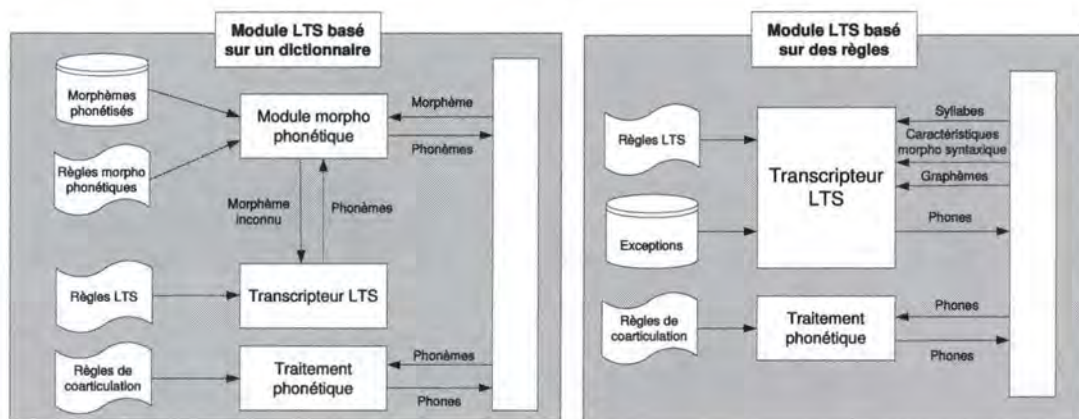 Module LTS basé
sur un dictionnaire
Morphèmes
phonétisés
Règles morpho
phonétiques
Module morpho
phonétique
Morphème
Phonèmes
Morphème
inconnu
Phonèmes
Règles LTS
Transcripteur LTS
Règles de
coarticulation
Traitement
phonétique
Phonèmes
Phones
Module LTS basé
sur des règles
Règles LTS
Exceptions
Transcripteur
LTS
Syllabes
Caractéristiques
morpho syntaxique
Graphèmes
Phones
Règles de
coarticulation
Traitement
phonétique
Phones
Phones